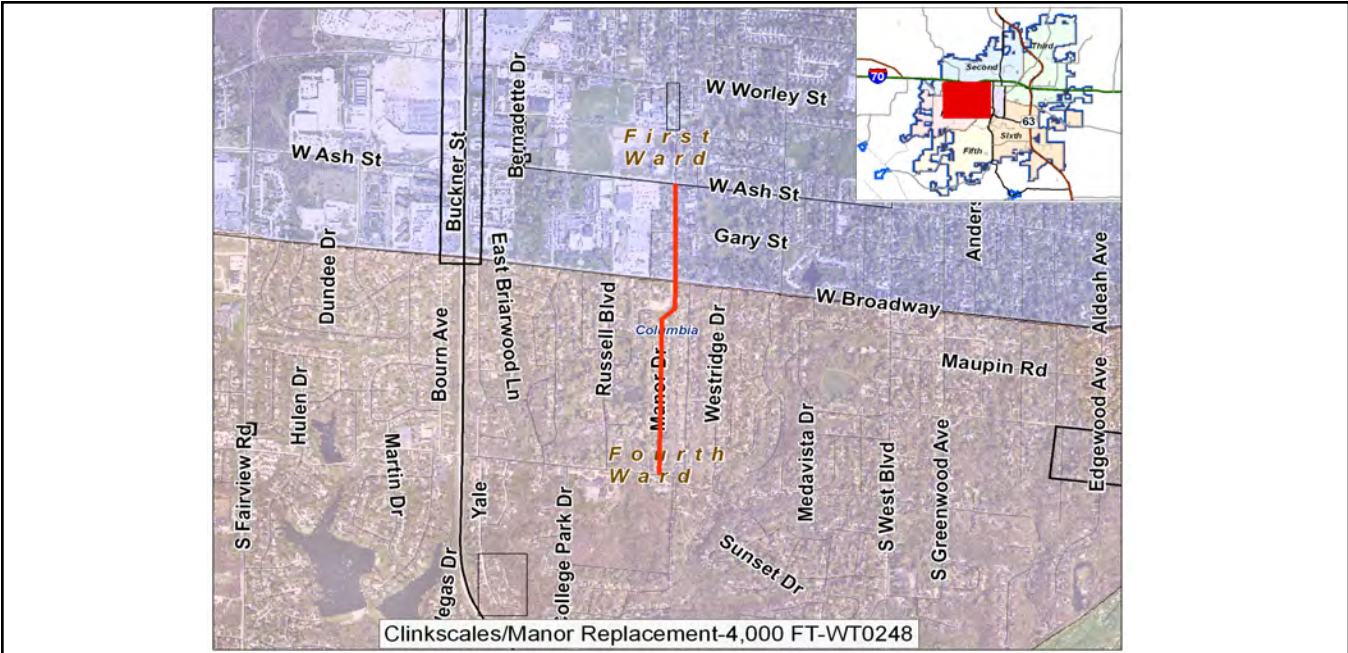 Second
Third
70
63
Sixth
Fifth
W Worley St
First
Ward
Bernadette Dr
Buckner St
W Ash St
W Ash St
Gary St
Anders
Aldeah Ave
Dundee Dr
East Briarwood Ln
Russell Blvd
W Broadway
Columbia
Bourn Ave
Manor Dr
Westridge Dr
Maupin Rd
Hulen Dr
S Fairview Rd
Martin Dr
Fourth
Ward
Yale
College Park Dr
Medavista Dr
S West Blvd
S Greenwood Ave
Edgewood Ave
Sunset Dr
Vegas Dr
Clinkscales/Manor Replacement-4,000 FT-WT0248